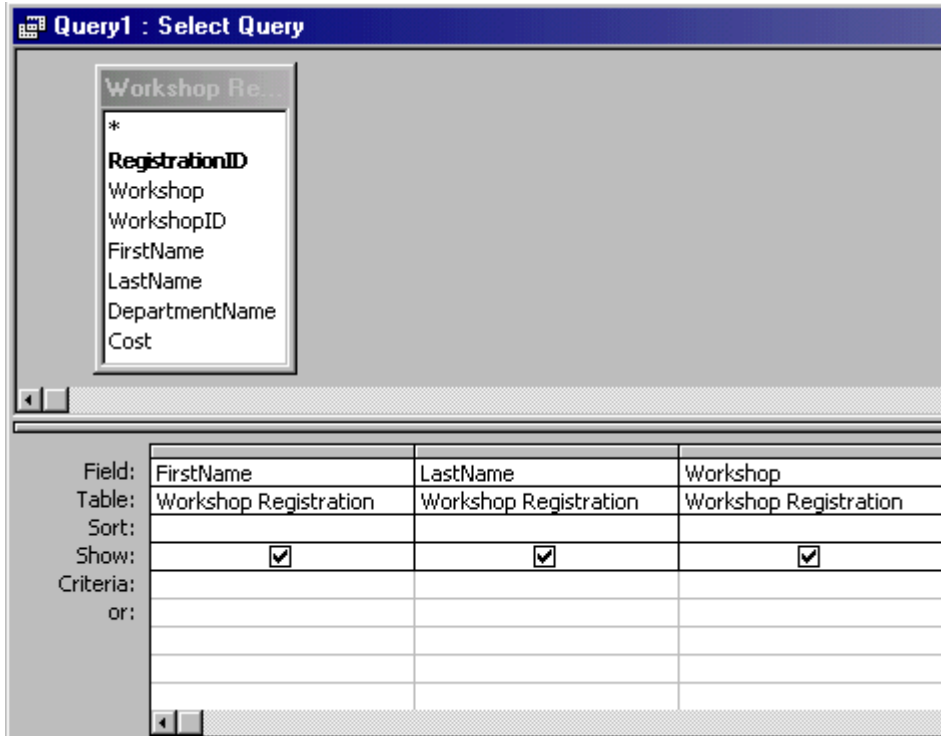 Query1 : Select Query
Workshop Re...
*
RegistrationID
Workshop
WorkshopID
FirstName
LastName
DepartmentName
Cost
Field: FirstName LastName Workshop
Table: Workshop Registration Workshop Registration Workshop Registration
Sort:
Show:
Criteria:
or: